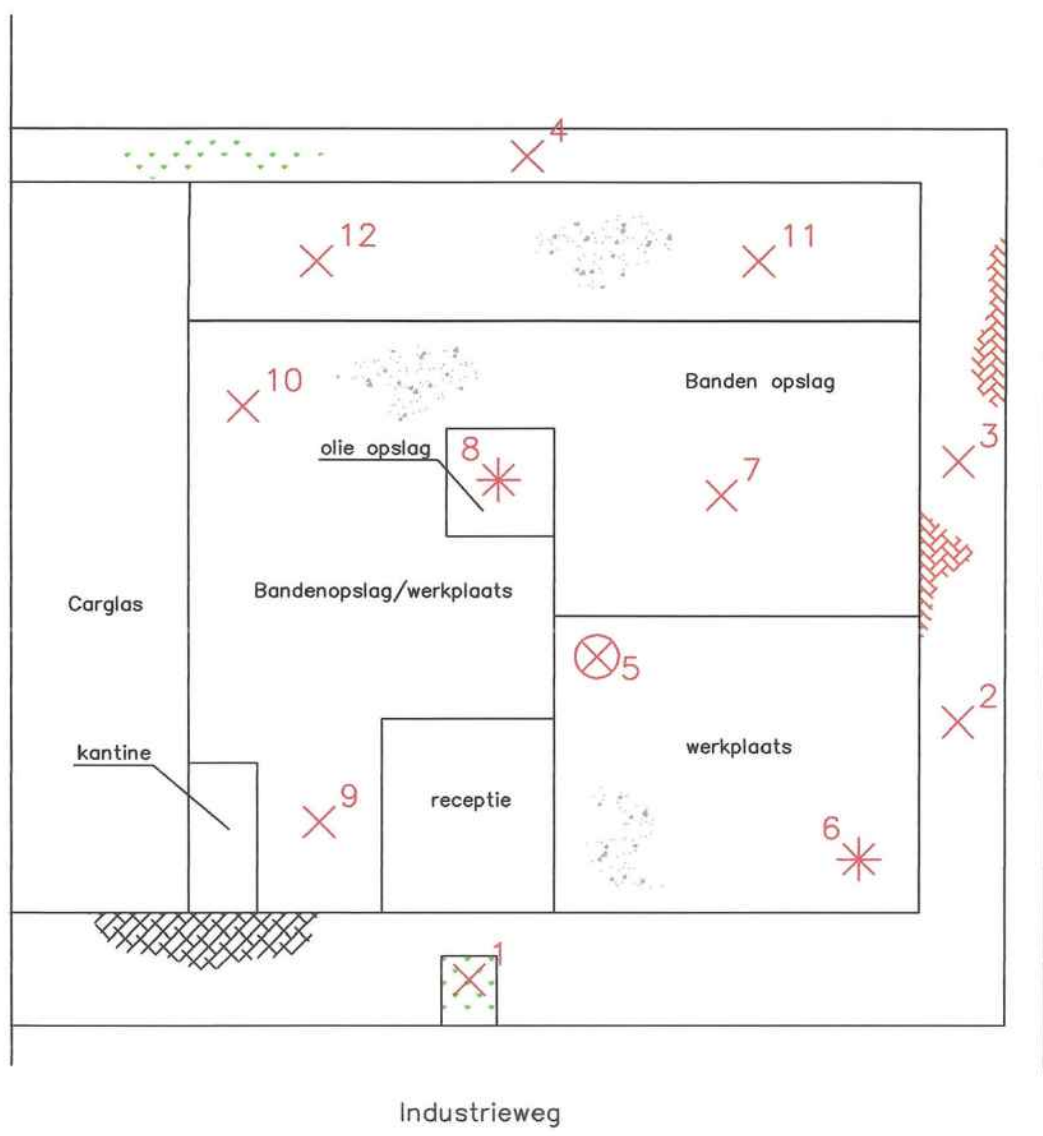 4
12
11
10
Banden opslag
olie opslag
8
3
7
Bandenopslag/werkplaats
Carglas
5
2
werkplaats
kantine
9
receptie
6
1
Industrieweg